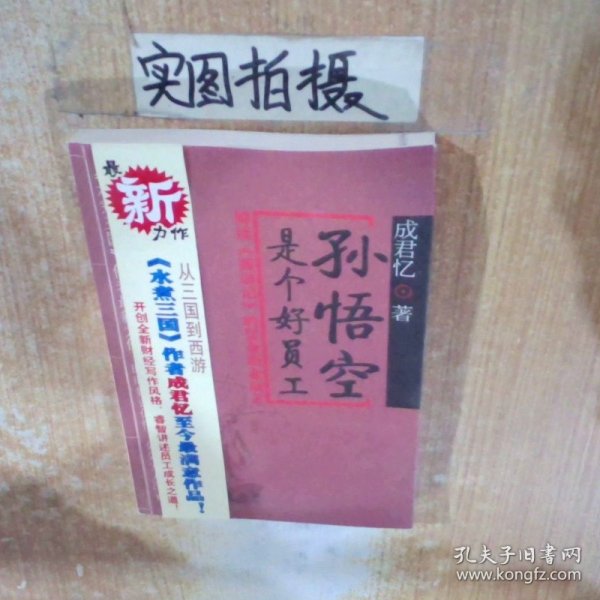 实图拍摄
最
新
力作
从三国到西游
《水煮三国》作者成君忆至今最满意作品！
开创全新财经写作风格，睿智讲述员工成长之道！
孙悟空
是个好员工
成君忆 著
孔夫子旧书网
www.kongfz.com